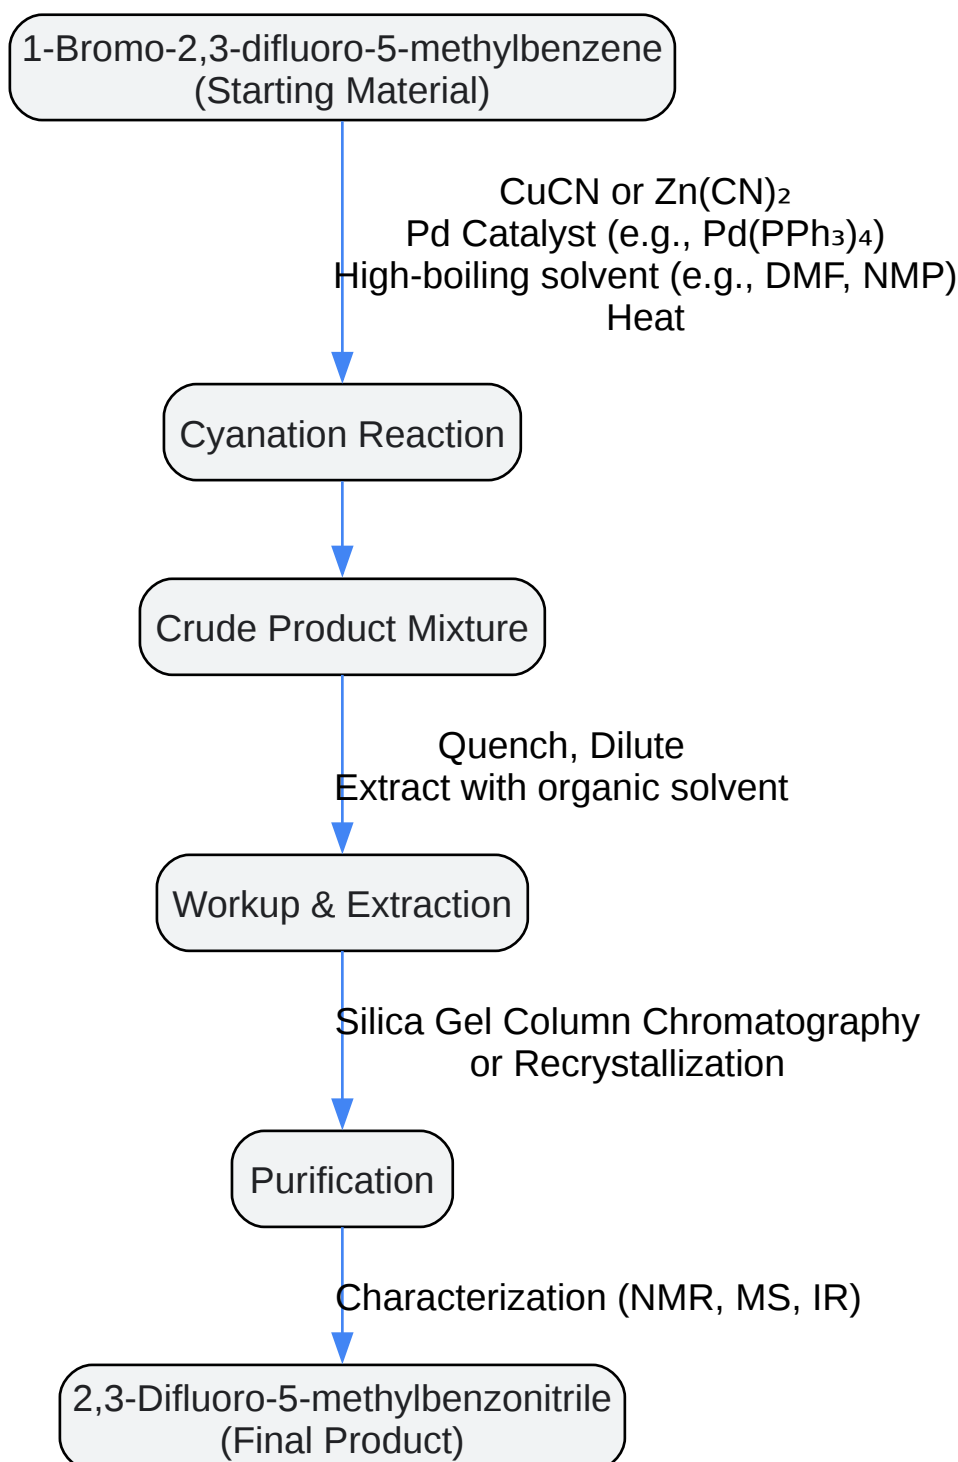 1-Bromo-2,3-difluoro-5-methylbenzene
(Starting Material)
CuCN or Zn(CN)₂
Pd Catalyst (e.g., Pd(PPh₃)₄)
High-boiling solvent (e.g., DMF, NMP)
Heat
Cyanation Reaction
Crude Product Mixture
Quench, Dilute
Extract with organic solvent
Workup & Extraction
Silica Gel Column Chromatography
or Recrystallization
Purification
Characterization (NMR, MS, IR)
2,3-Difluoro-5-methylbenzonitrile
(Final Product)